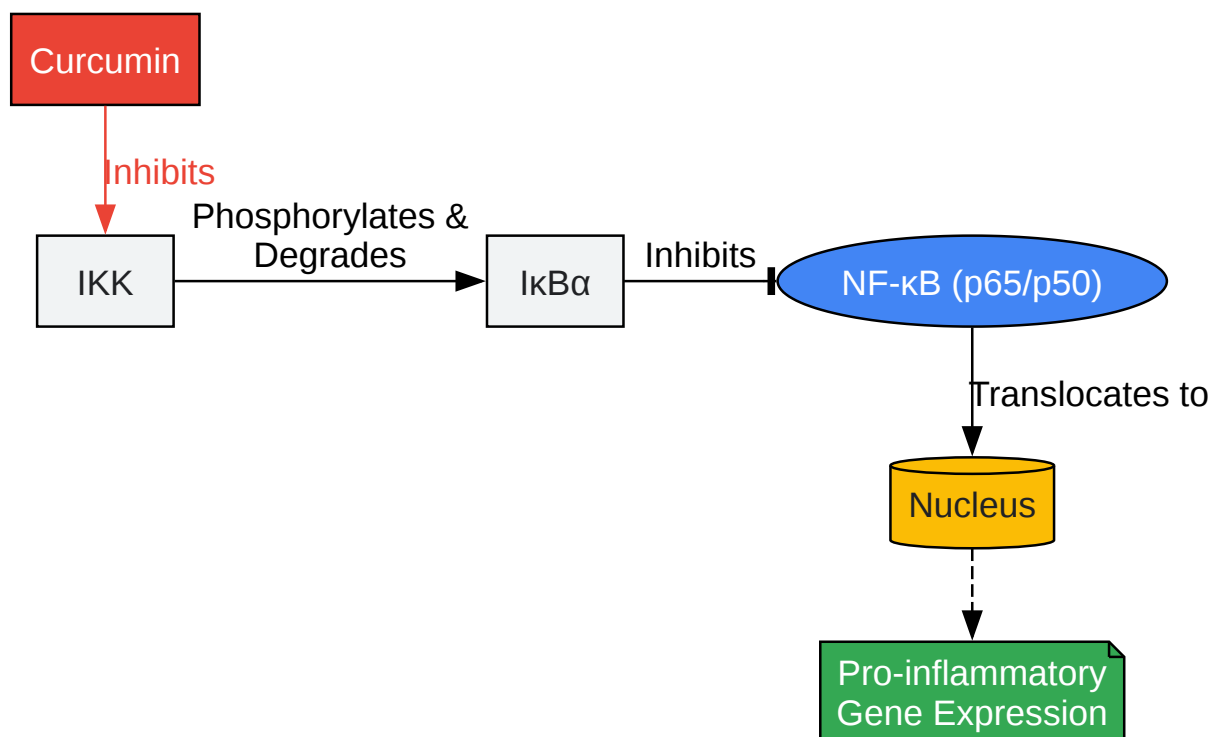 Curcumin
Inhibits
Phosphorylates &
Degrades
Inhibits
IKK
IκBα
NF-κB (p65/p50)
Translocates to
Nucleus
Pro-inflammatory
Gene Expression